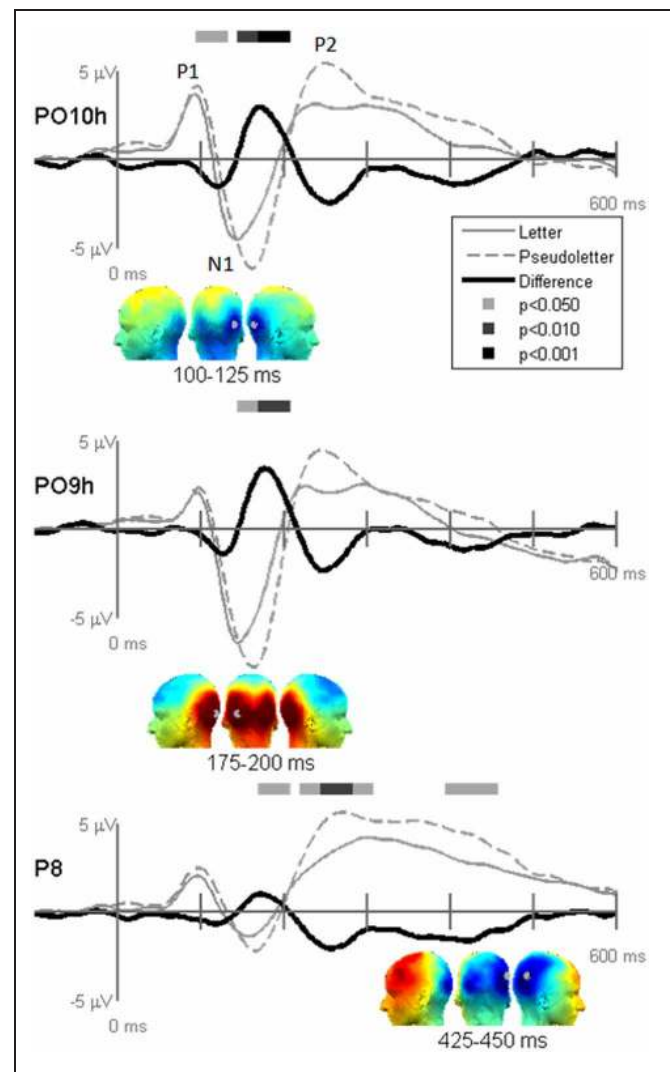 5 µV
P1
P2
PO10h
600 ms
-5 µV
0 ms
N1
Letter
Pseudoletter
Difference
p<0.050
p<0.010
p<0.001
100-125 ms
5 µV
PO9h
600 ms
-5 µV
0 ms
175-200 ms
5 µV
P8
600 ms
-5 µV
0 ms
425-450 ms